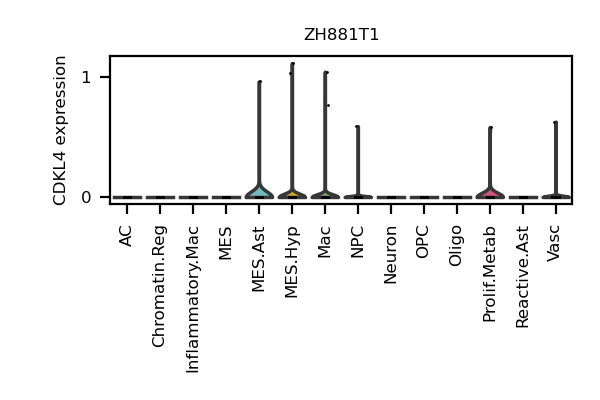 ZH881T1
CDKL4 expression
1
0
AC
Chromatin.Reg
Inflammatory.Mac
MES
MES.Ast
MES.Hyp
Mac
NPC
Neuron
OPC
Oligo
Prolif.Metab
Reactive.Ast
Vasc